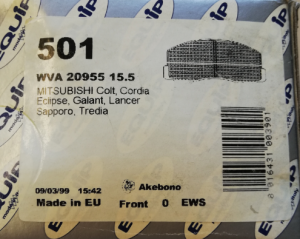 EQUIP
501
WVA 20955 15.5
MITSUBISHI Colt, Cordia
Eclipse, Galant, Lancer
Sapporo, Tredia
09/03/99 15:42
Akebono
Made in EU Front 0 EWS